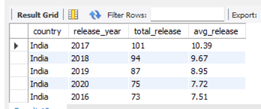 Result Grid Filter Rows: Export:
country release_year total_release avg_release
India 2017 101 10.39
India 2018 94 9.67
India 2019 87 8.95
India 2020 75 7.72
India 2016 73 7.51